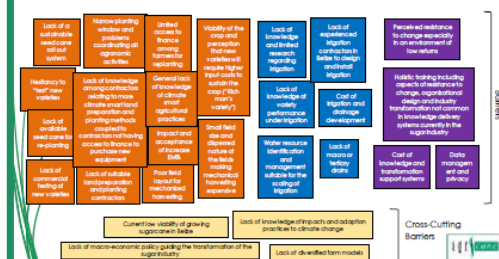 Lack of a
sustainable
seed cane
roll out
system
Narrow planting
window and
problems
coordinating all
agronomic
activities
Limited
access to
finance
among
farmers for
replanting
Viability of the
crop and
perception that
new varieties
will require
higher input
costs to
sustain the
crop ("Rich
man's
variety")
Hesitancy to
"test" new
varieties
Lack of knowledge
among contractors
relating to more
climate smart land
preparation and
planting methods
coupled to
contractors not having
access to finance to
purchase new
equipment
General lack
of knowledge
of climate
smart
agricultural
practices
Lack of
available
seed cane for
re-planting
Impact and
acceptance
of increase
Small field
size and
dispersed
nature of
the fields
making
mechanical
harvesting
expensive
Lack of
commercial
testing of
new varieties
Lack of suitable
land preparation
and planting
contractors
Poor field
layout for
mechanized
harvesting
Lack of
knowledge
and limited
research
regarding
irrigation
Lack of
experienced
irrigation
contractors in
Belize to design
and install
irrigation
Lack of
knowledge of
variety
performance
under irrigation
Cost of
irrigation and
drainage
development
Water resource
identification
and
management
suitable for the
scaling of
irrigation
Lack of
macro or
tertiary
drains
Perceived resistance
to change especially
in an environment of
low returns
Holistic training including
aspects of resistance to
change, organisational
design and industry
transformation not common
in knowledge delivery
systems currently in the
sugar industry
Cost of
knowledge and
transformation
support systems
Data
managem
ent and
privacy
Barriers
Current low viability of growing
sugarcane in Belize
Lack of knowledge of impacts and adaption
practices to climate change
Lack of macro-economic policy guiding the transformation of the
sugar industry
Lack of diversified farm models
Cross-Cutting
Barriers